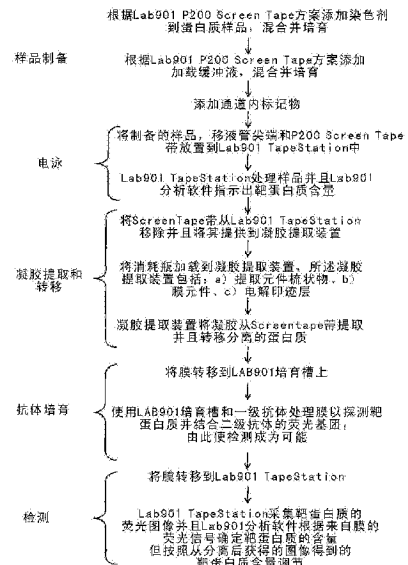 根据Lab901 P200 Screen Tape方案添加染色剂
到蛋白质样品，混合并培育
样品制备
根据Lab901 P200 Screen Tape方案添加
加载缓冲液，混合并培育
添加通道内标记物
将制备的样品，移液管尖端和P200 Screen Tape
带放置到Lab901 TapeStation中
电泳
Lab901 TapeStation处理样品并且Lab901
分析软件指示出靶蛋白质含量
将ScreenTape带从Lab901 TapeStation
移除并且将其提供到凝胶提取装置
凝胶提取和
转移
将消耗瓶加载到凝胶提取装置，所述凝胶
提取装置包括：a）提取元件梳状物、b）
膜元件、c）电解印迹层
凝胶提取装置将凝胶从Screentape带提取
并且转移分离的蛋白质
将膜转移到LAB901培育槽上
抗体培育
使用LAB901培育槽和一级抗体处理膜以探测靶
蛋白质并结合二级抗体的荧光基团，
由此使检测成为可能
将膜转移到Lab901 TapeStation
检测
Lab901 TapeStation采集靶蛋白质的
荧光图像并且Lab901分析软件根据来自膜的
荧光信号确定靶蛋白质的含量
但按照从分离后获得的图像得到的
靶蛋白质含量调节